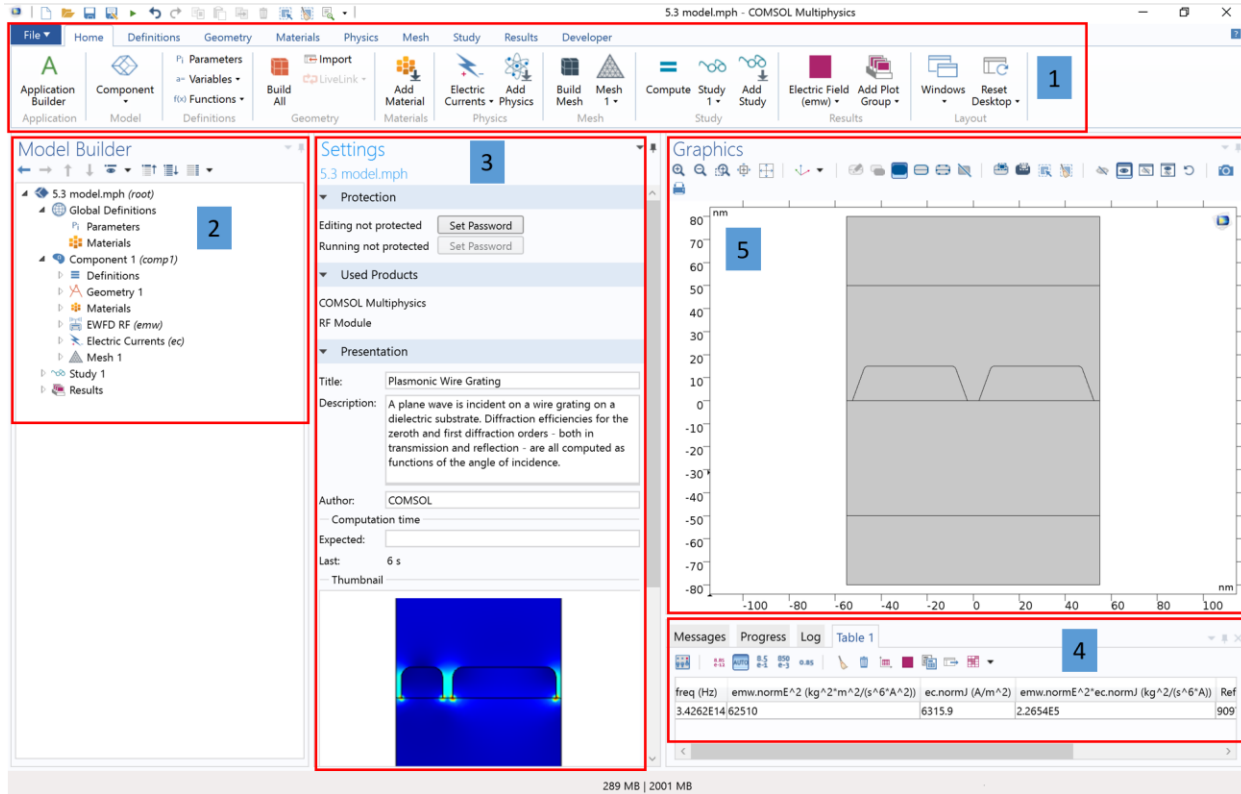 5.3 model.mph - COMSOL Multiphysics
File Home Definitions Geometry Materials Physics Mesh Study Results Developer
A
Pi Parameters
Import
a= Variables
LiveLink
f(x) Functions
Application Builder
Component
Build All
Add Material
Electric Currents
Add Physics
Build Mesh
Mesh 1
Compute
Study 1
Add Study
Electric Field (emw)
Add Plot Group
Windows
Reset Desktop
1
Application Model Definitions Geometry Materials Physics Mesh Study Results Layout
Model Builder
5.3 model.mph (root)
Global Definitions
Pi Parameters
Materials
2
Component 1 (comp1)
Definitions
Geometry 1
Materials
EWFD RF (emw)
Electric Currents (ec)
Mesh 1
Study 1
Results
Settings
3
5.3 model.mph
Protection
Editing not protected Set Password
Running not protected Set Password
Used Products
COMSOL Multiphysics
RF Module
Presentation
Title: Plasmonic Wire Grating
Description: A plane wave is incident on a wire grating on a
dielectric substrate. Diffraction efficiencies for the
zeroth and first diffraction orders - both in
transmission and reflection - are all computed as
functions of the angle of incidence.
Author: COMSOL
Computation time
Expected:
Last: 6 s
Thumbnail
Graphics
5
nm
80
70
60
50
40
30
20
10
0
-10
-20
-30
-40
-50
-60
-70
-80
nm
-100 -80 -60 -40 -20 0 20 40 60 80 100
Messages Progress Log Table 1
4
AUTO 8.5 e-1 850 e-3 0.85
freq (Hz) emw.normE^2 (kg^2*m^2/(s^6*A^2)) ec.normJ (A/m^2) emw.normE^2*ec.normJ (kg^2/(s^6*A)) Ref
3.4262E14 62510 6315.9 2.2654E5 909
289 MB | 2001 MB